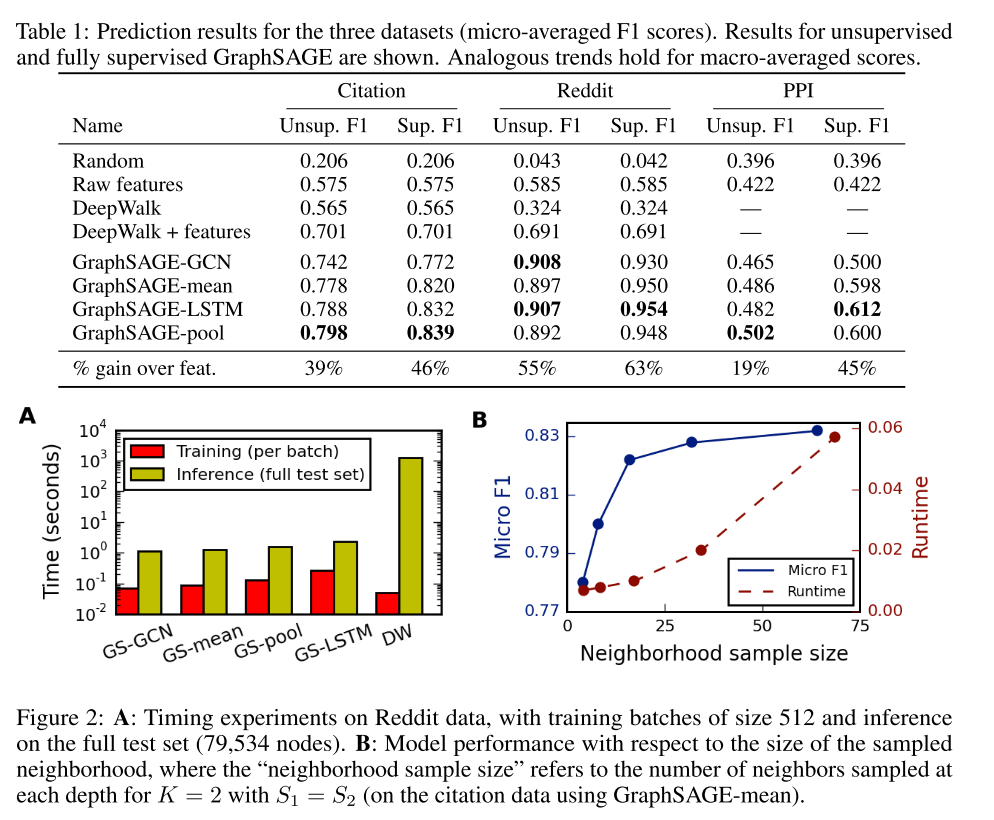 Table 1: Prediction results for the three datasets (micro-averaged F1 scores). Results for unsupervised
and fully supervised GraphSAGE are shown. Analogous trends hold for macro-averaged scores.
Citation Reddit PPI
Name Unsup. F1 Sup. F1 Unsup. F1 Sup. F1 Unsup. F1 Sup. F1
Random 0.206 0.206 0.043 0.042 0.396 0.396
Raw features 0.575 0.575 0.585 0.585 0.422 0.422
DeepWalk 0.565 0.565 0.324 0.324 — —
DeepWalk + features 0.701 0.701 0.691 0.691 — —
GraphSAGE-GCN 0.742 0.772 0.908 0.930 0.465 0.500
GraphSAGE-mean 0.778 0.820 0.897 0.950 0.486 0.598
GraphSAGE-LSTM 0.788 0.832 0.907 0.954 0.482 0.612
GraphSAGE-pool 0.798 0.839 0.892 0.948 0.502 0.600
% gain over feat. 39% 46% 55% 63% 19% 45%
A
Time (seconds)
10^4
10^3
10^2
10^1
10^0
10^-1
10^-2
Training (per batch)
Inference (full test set)
GS-GCN GS-mean GS-pool GS-LSTM DW
B
Micro F1
0.83
0.81
0.79
0.77
Micro F1
Runtime
0.06
0.04
0.02
0.00
Runtime
0 25 50 75
Neighborhood sample size
Figure 2: A: Timing experiments on Reddit data, with training batches of size 512 and inference
on the full test set (79,534 nodes). B: Model performance with respect to the size of the sampled
neighborhood, where the “neighborhood sample size” refers to the number of neighbors sampled at
each depth for K = 2 with S₁ = S₂ (on the citation data using GraphSAGE-mean).